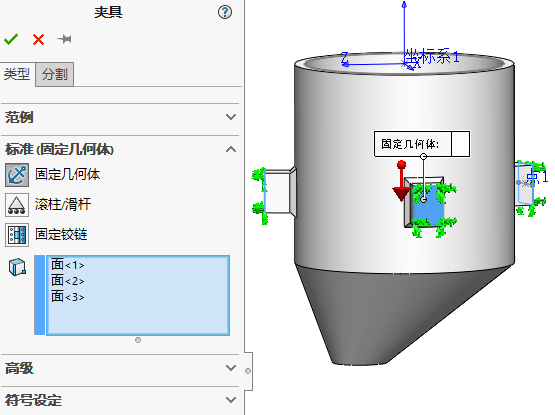 夹具
类型
分割
范例
标准 (固定几何体)
固定几何体
滚柱/滑杆
固定铰链
面<1>
面<2>
面<3>
高级
符号设定
坐标系1
Z
X
固定几何体:
1